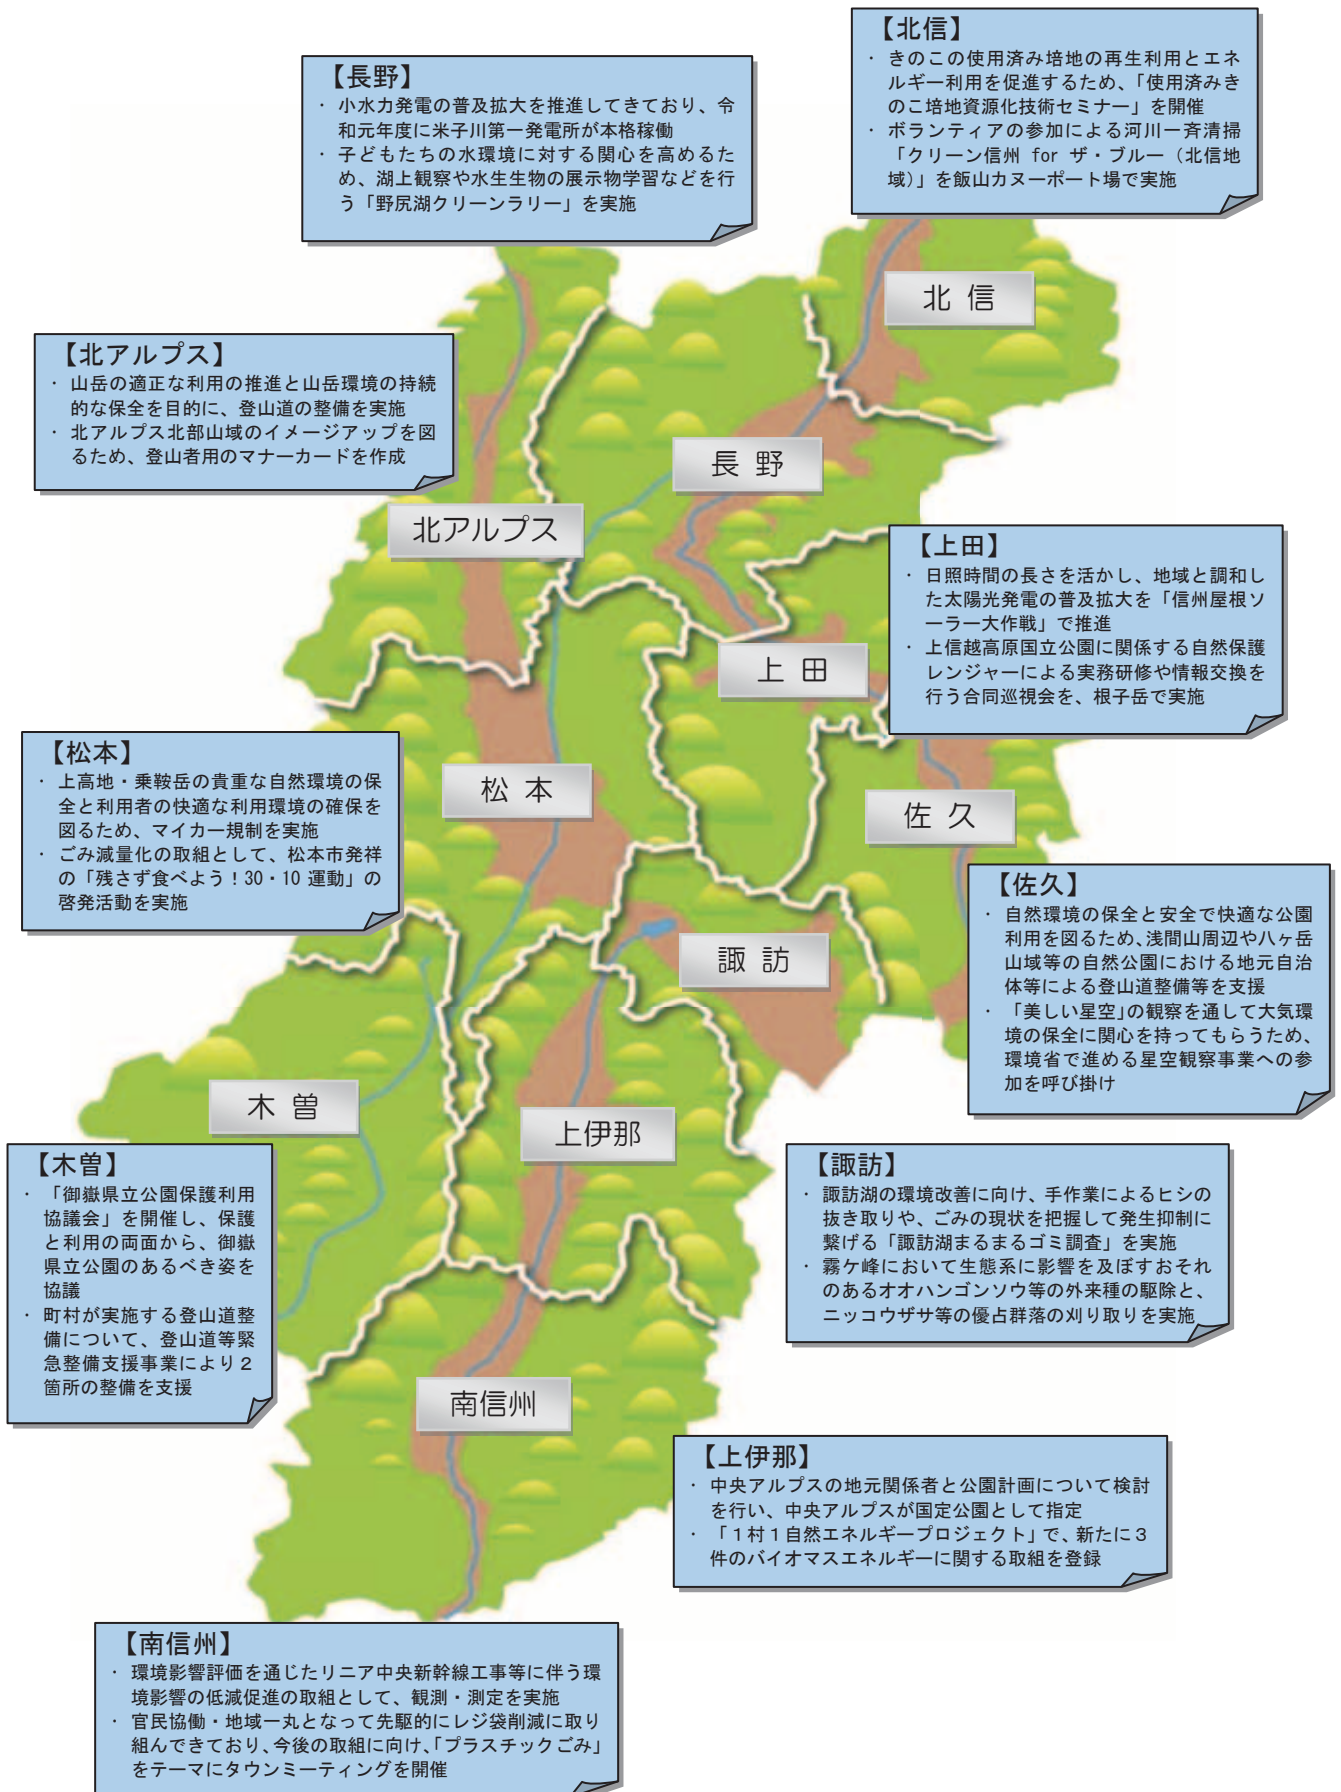 【北信】
・ きのこの使用済み培地の再生利用とエネ
ルギー利用を促進するため、「使用済みき
のこ培地資源化技術セミナー」を開催
・ ボランティアの参加による河川一斉清掃
「クリーン信州 for ザ・ブルー（北信地
域）」を飯山カヌーポート場で実施
【長野】
・ 小水力発電の普及拡大を推進してきており、令
和元年度に米子川第一発電所が本格稼働
・ 子どもたちの水環境に対する関心を高めるた
め、湖上観察や水生生物の展示物学習などを行
う「野尻湖クリーンラリー」を実施
北信
【北アルプス】
・ 山岳の適正な利用の推進と山岳環境の持続
的な保全を目的に、登山道の整備を実施
・ 北アルプス北部山域のイメージアップを図
るため、登山者用のマナーカードを作成
長野
北アルプス
【上田】
・ 日照時間の長さを活かし、地域と調和し
た太陽光発電の普及拡大を「信州屋根ソ
ーラー大作戦」で推進
・ 上信越高原国立公園に関係する自然保護
レンジャーによる実務研修や情報交換を
行う合同巡視会を、根子岳で実施
上田
【松本】
・ 上高地・乗鞍岳の貴重な自然環境の保
全と利用者の快適な利用環境の確保を
図るため、マイカー規制を実施
・ ごみ減量化の取組として、松本市発祥
の「残さず食べよう！30・10 運動」の
啓発活動を実施
松本
佐久
【佐久】
・ 自然環境の保全と安全で快適な公園
利用を図るため、浅間山周辺や八ヶ岳
山域等の自然公園における地元自治
体等による登山道整備等を支援
・ 「美しい星空」の観察を通して大気環
境の保全に関心を持ってもらうため、
環境省で進める星空観察事業への参
加を呼び掛け
諏訪
木曽
上伊那
【木曽】
・ 「御嶽県立公園保護利用
協議会」を開催し、保護
と利用の両面から、御嶽
県立公園のあるべき姿を
協議
・ 町村が実施する登山道整
備について、登山道等緊
急整備支援事業により２
箇所の整備を支援
【諏訪】
・ 諏訪湖の環境改善に向け、手作業によるヒシの
抜き取りや、ごみの現状を把握して発生抑制に
繋げる「諏訪湖まるまるゴミ調査」を実施
・ 霧ケ峰において生態系に影響を及ぼすおそれ
のあるオオハンゴンソウ等の外来種の駆除と、
ニッコウザサ等の優占群落の刈り取りを実施
南信州
【上伊那】
・ 中央アルプスの地元関係者と公園計画について検討
を行い、中央アルプスが国定公園として指定
・ 「１村１自然エネルギープロジェクト」で、新たに３
件のバイオマスエネルギーに関する取組を登録
【南信州】
・ 環境影響評価を通じたリニア中央新幹線工事等に伴う環
境影響の低減促進の取組として、観測・測定を実施
・ 官民協働・地域一丸となって先駆的にレジ袋削減に取り
組んできており、今後の取組に向け、「プラスチックごみ」
をテーマにタウンミーティングを開催